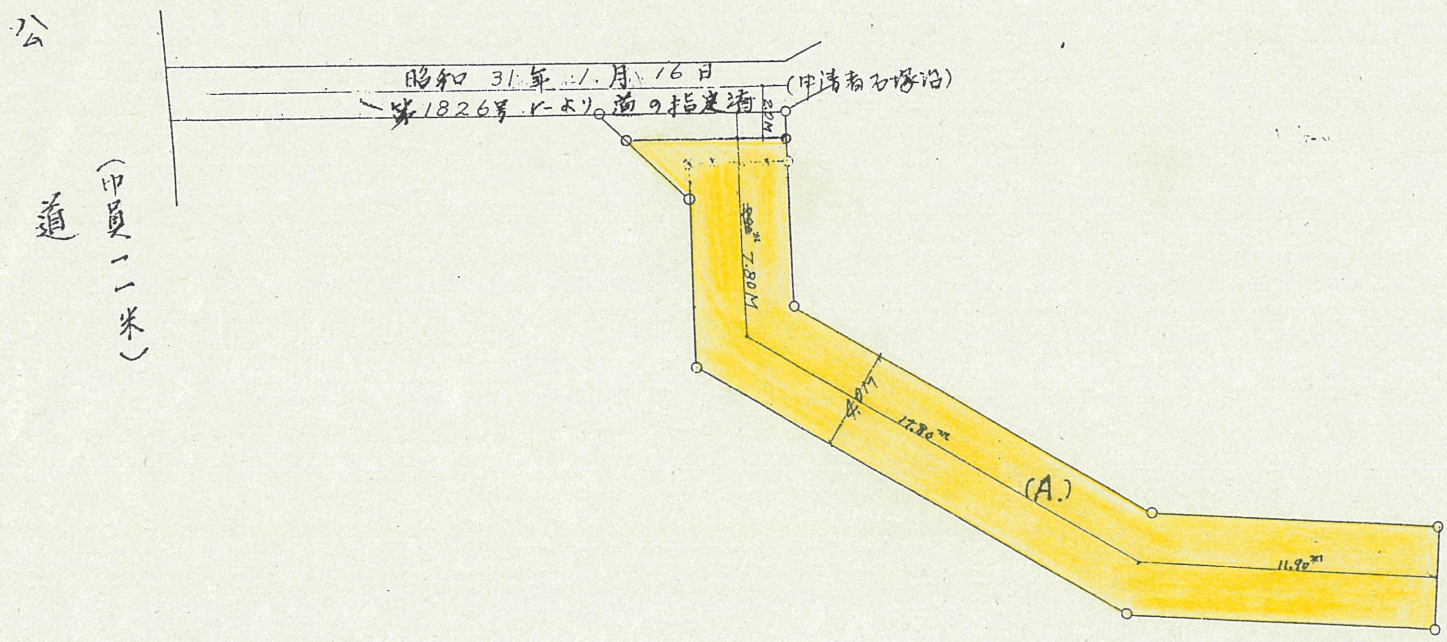 公道
(巾員一一米)
昭和 31年 1月 16日
第1826号 により 道の指定済
(申請者石塚治)
2.0M
7.80M
4.0M
17.80m
(A.)
11.90m